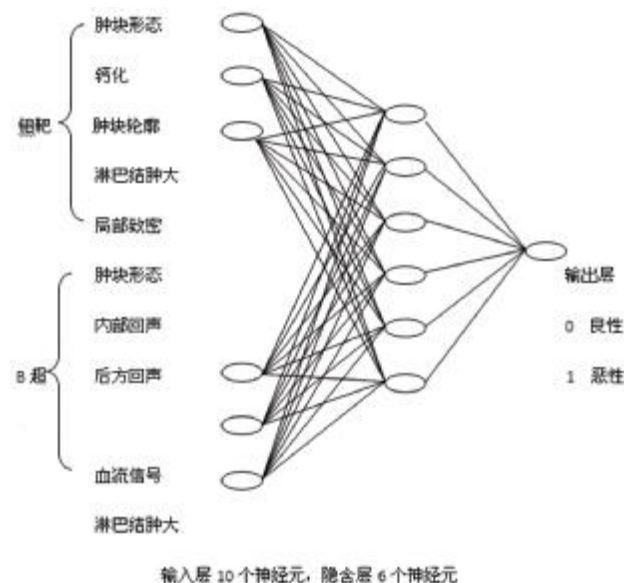 肿块形态
钙化
钼靶
肿块轮廓
淋巴结肿大
局部致密
肿块形态
内部回声
B 超
后方回声
血流信号
淋巴结肿大
输出层
0 良性
1 恶性
输入层 10 个神经元，隐含层 6 个神经元